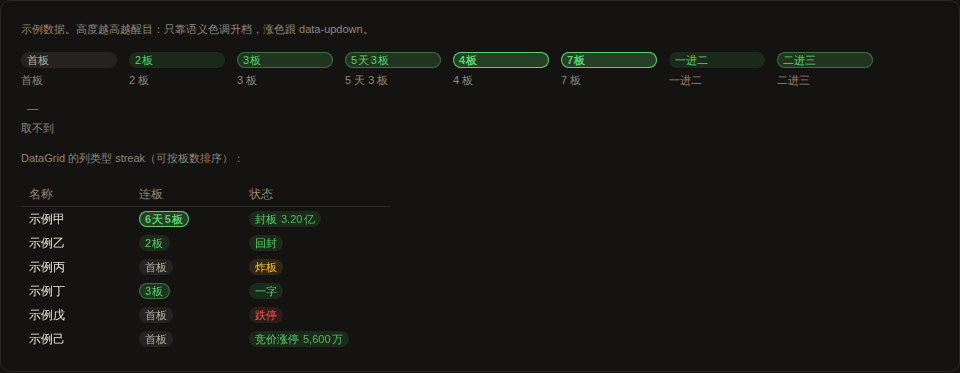 示例数据。高度越高越醒目：只靠语义色调升档，涨色跟 data-updown。
首板 2板 3板 5天3板 4板 7板 一进二 二进三
首板 2 板 3 板 5 天 3 板 4 板 7 板 一进二 二进三
—
取不到
DataGrid 的列类型 streak（可按板数排序）：
名称 连板 状态
示例甲 6天5板 封板 3.20亿
示例乙 2板 回封
示例丙 首板 炸板
示例丁 3板 一字
示例戊 首板 跌停
示例己 首板 竞价涨停 5,600万